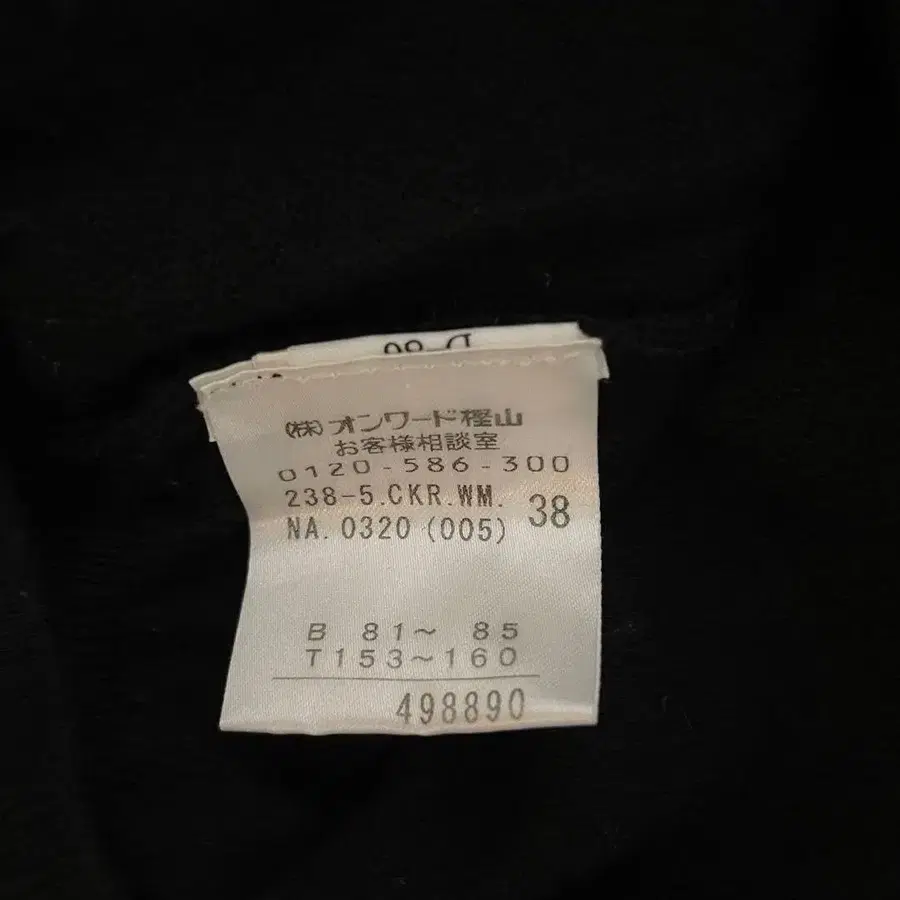 (株)オンワード樫山
お客様相談室
0120-586-300
238-5.CKR.WM.
NA.0320(005) 38
B 81~ 85
T153~160
498890